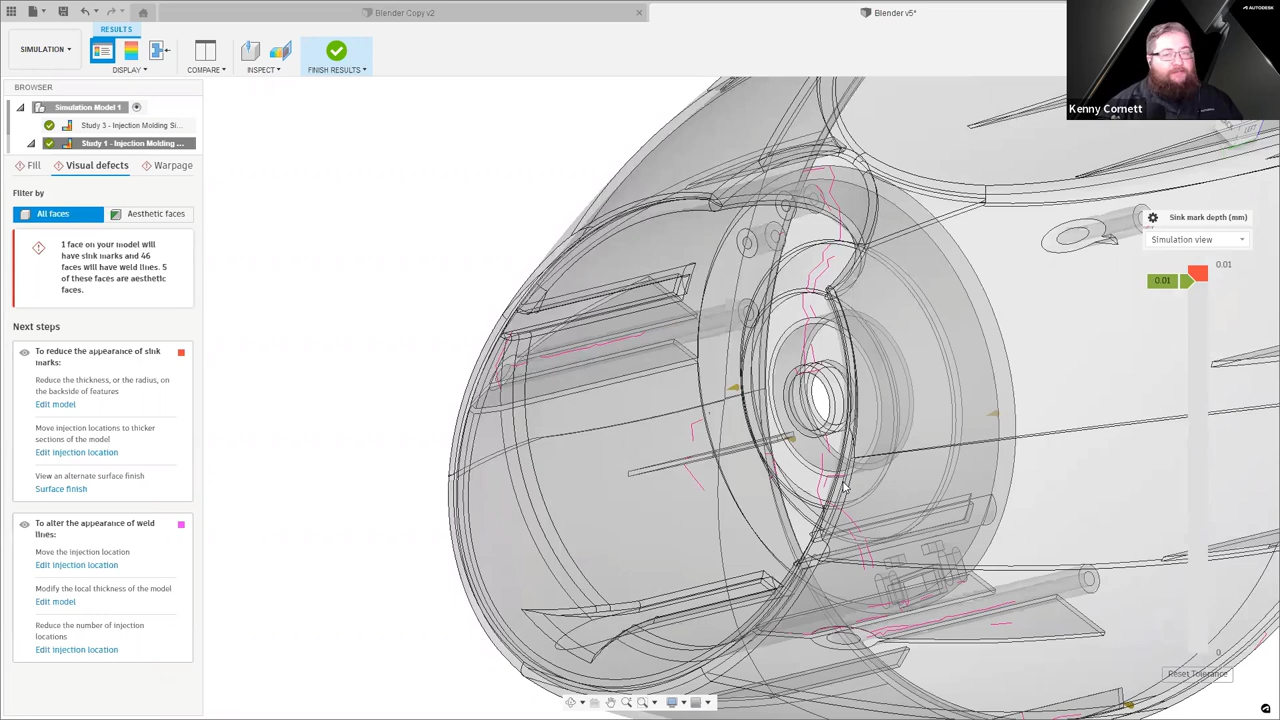 Blender Copy v2
Blender v5*
AUTODESK
Kenny Cornett
RESULTS
SIMULATION
DISPLAY
COMPARE
INSPECT
FINISH RESULTS
BROWSER
Simulation Model 1
Study 3 - Injection Molding Si...
Study 1 - Injection Molding ...
Fill
Visual defects
Warpage
Filter by
All faces
Aesthetic faces
1 face on your model will
have sink marks and 46
faces will have weld lines. 5
of these faces are aesthetic
faces.
Next steps
To reduce the appearance of sink
marks:
Reduce the thickness, or the radius, on
the backside of features
Edit model
Move injection locations to thicker
sections of the model
Edit injection location
View an alternate surface finish
Surface finish
To alter the appearance of weld
lines:
Move the injection location
Edit injection location
Modify the local thickness of the model
Edit model
Reduce the number of injection
locations
Edit injection location
Sink mark depth (mm)
Simulation view
0.01
0.01
0
Reset Tolerance